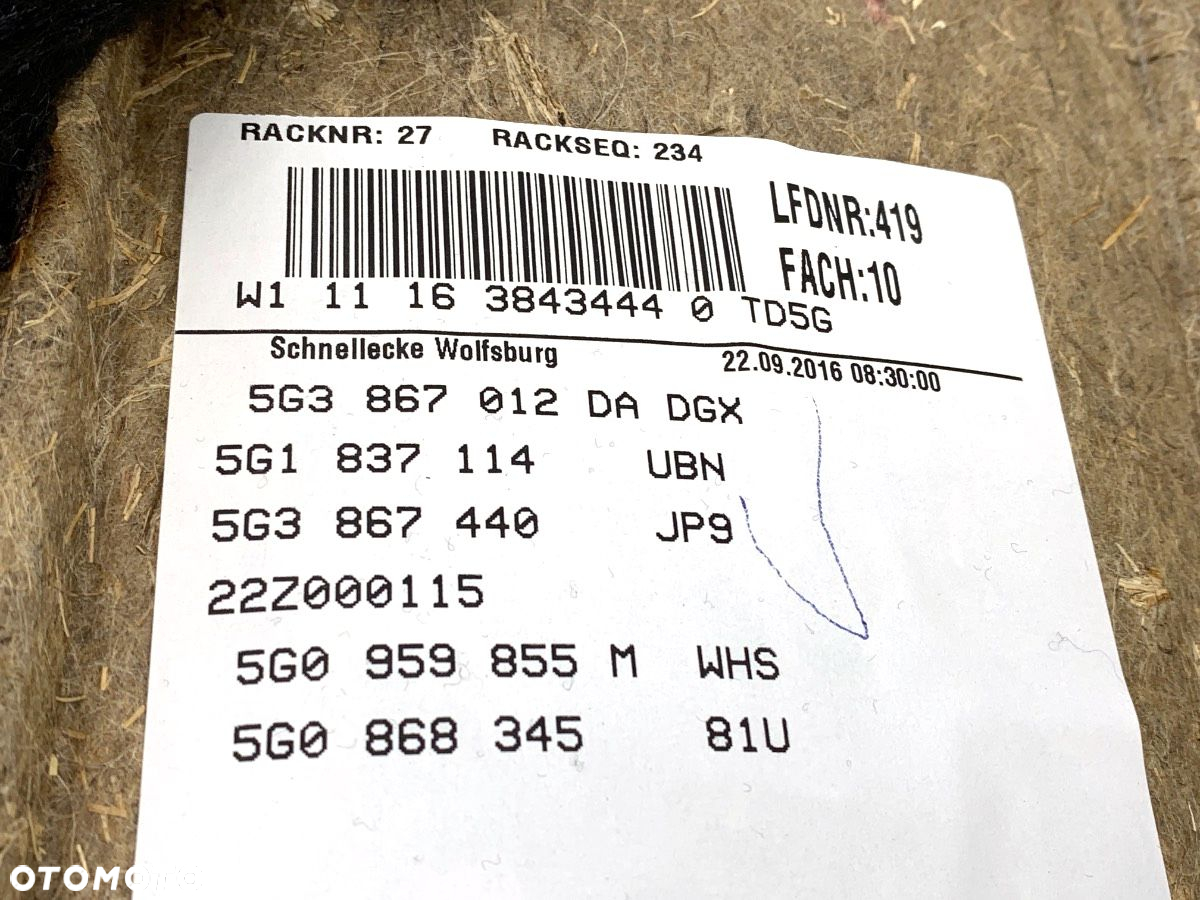 RACKNR: 27 RACKSEQ: 234
LFDNR:419
FACH:10
W1 11 16 3843444 0 TD5G
Schnellecke Wolfsburg 22.09.2016 08:30:00
5G3 867 012 DA DGX
5G1 837 114 UBN
5G3 867 440 JP9
22Z000115
5G0 959 855 M WHS
5G0 868 345 81U
OTOMOTO